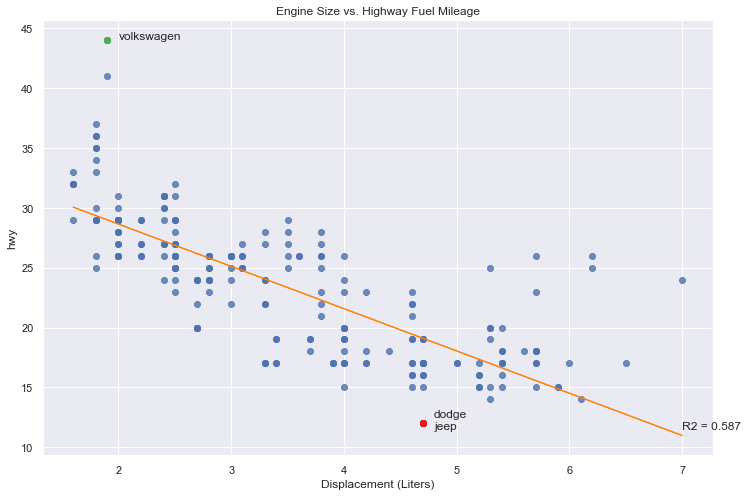 Engine Size vs. Highway Fuel Mileage
45
volkswagen
40
35
30
hwy
25
20
15
dodge
jeep
R2 = 0.587
10
2 3 4 5 6 7
Displacement (Liters)